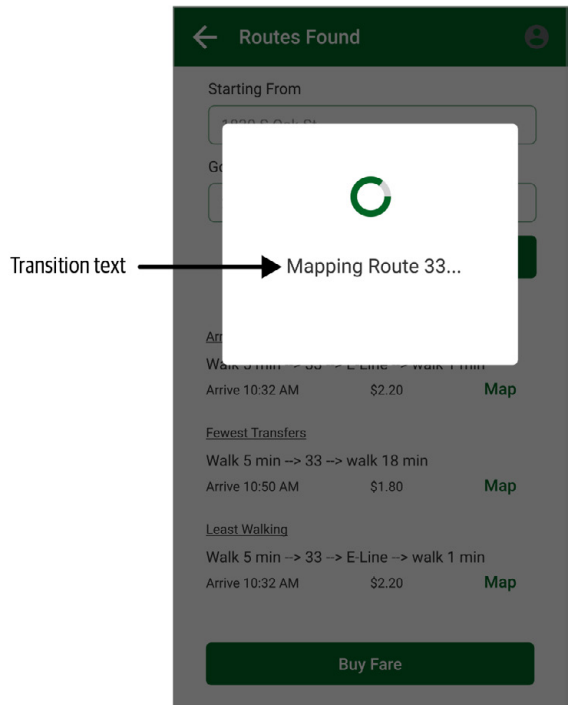 Routes Found
Starting From
Transition text
Mapping Route 33...
Walk 5 min --> 33 --> E-Line --> walk 1 min
Arrive 10:32 AM $2.20 Map
Fewest Transfers
Walk 5 min --> 33 --> walk 18 min
Arrive 10:50 AM $1.80 Map
Least Walking
Walk 5 min --> 33 --> E-Line --> walk 1 min
Arrive 10:32 AM $2.20 Map
Buy Fare